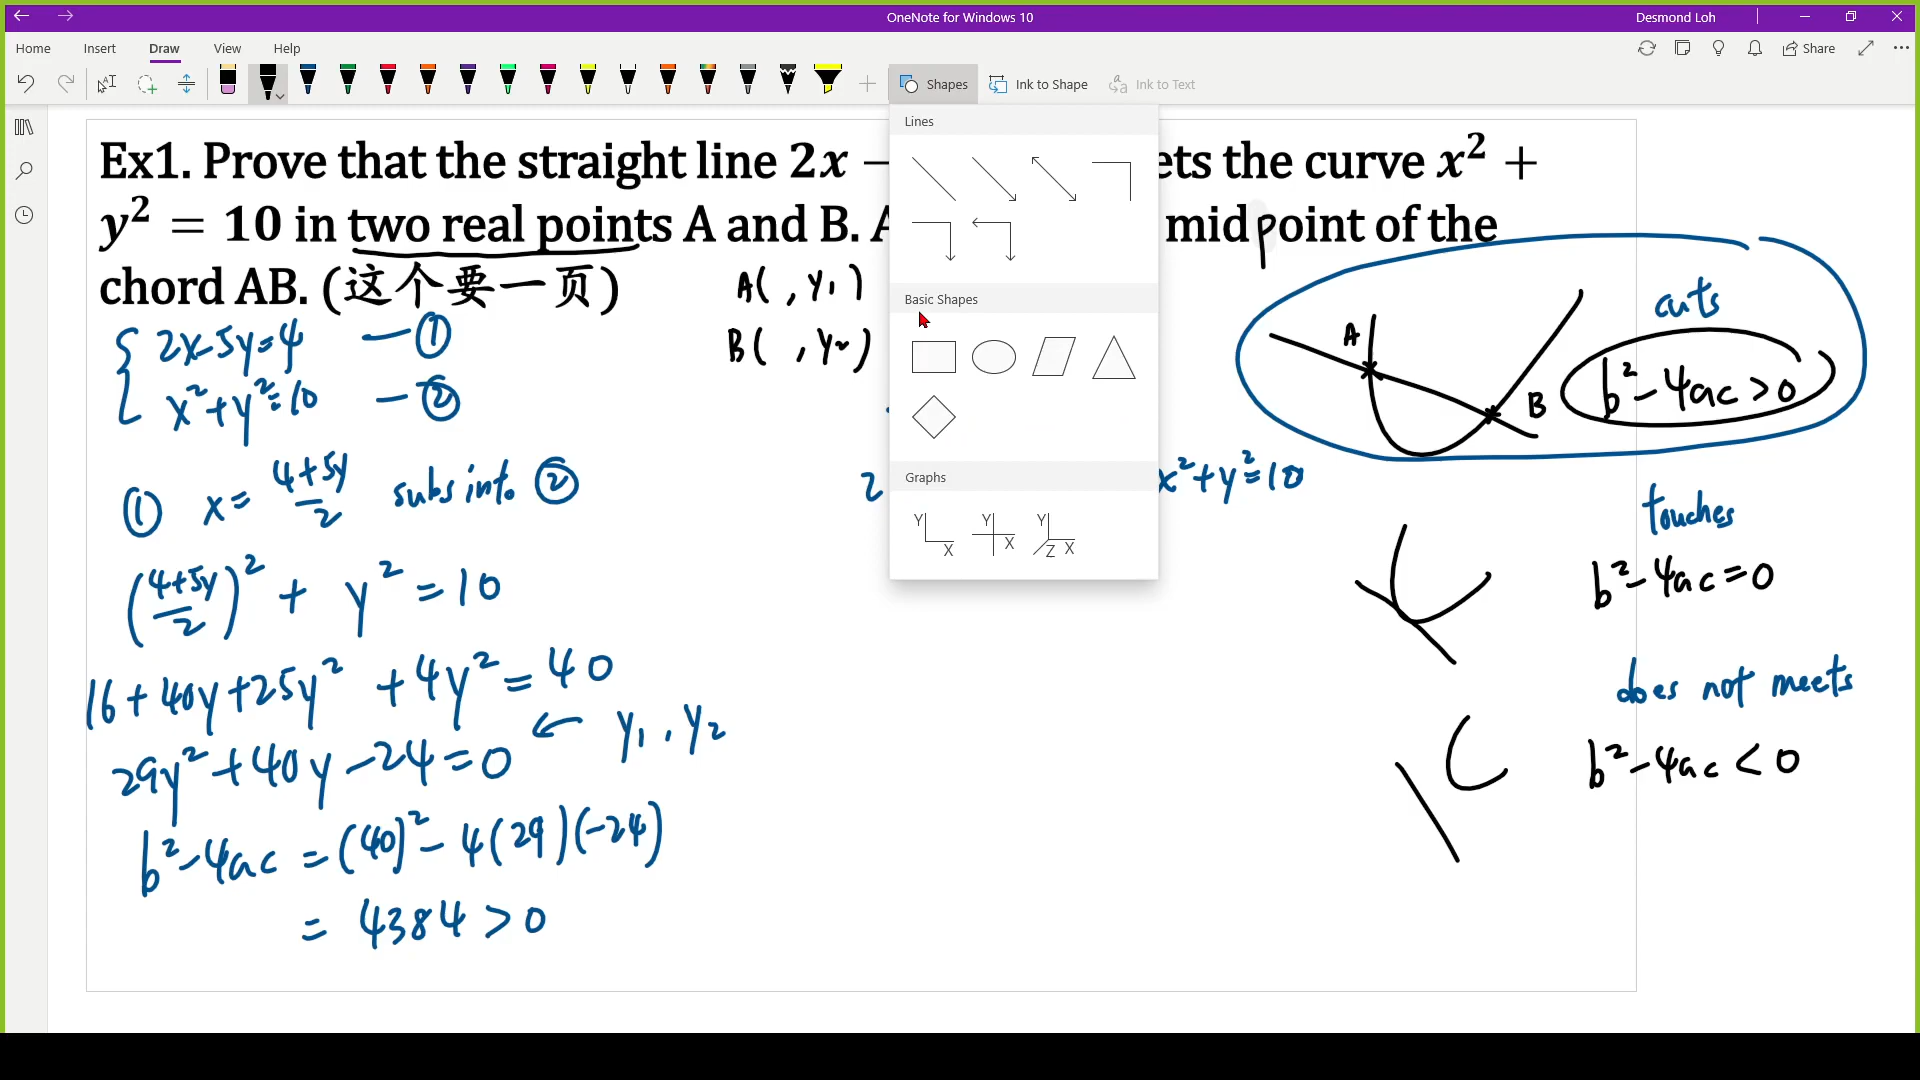 OneNote for Windows 10
Desmond Loh
Home Insert Draw View Help
Share
Shapes Ink to Shape Ink to Text
Lines
Basic Shapes
Graphs
Y X Y X Y Z X
Ex1. Prove that the straight line 2x − ets the curve x² +
y² = 10 in two real points A and B. A midpoint of the
chord AB. (这个要一页)
A( , y₁)
B( , y₂)
2x-5y=4 — ①
x²+y²=10 — ②
① x= (4+5y)/2 subs into ②
((4+5y)/2)² + y² = 10
16+40y+25y² +4y² = 40
29y²+40y-24=0 ← y₁, y₂
b²-4ac = (40)² - 4(29)(-24)
= 4384 > 0
2 x²+y²=10
A B
cuts
b²-4ac>0
touches
b²-4ac=0
does not meets
b²-4ac<0